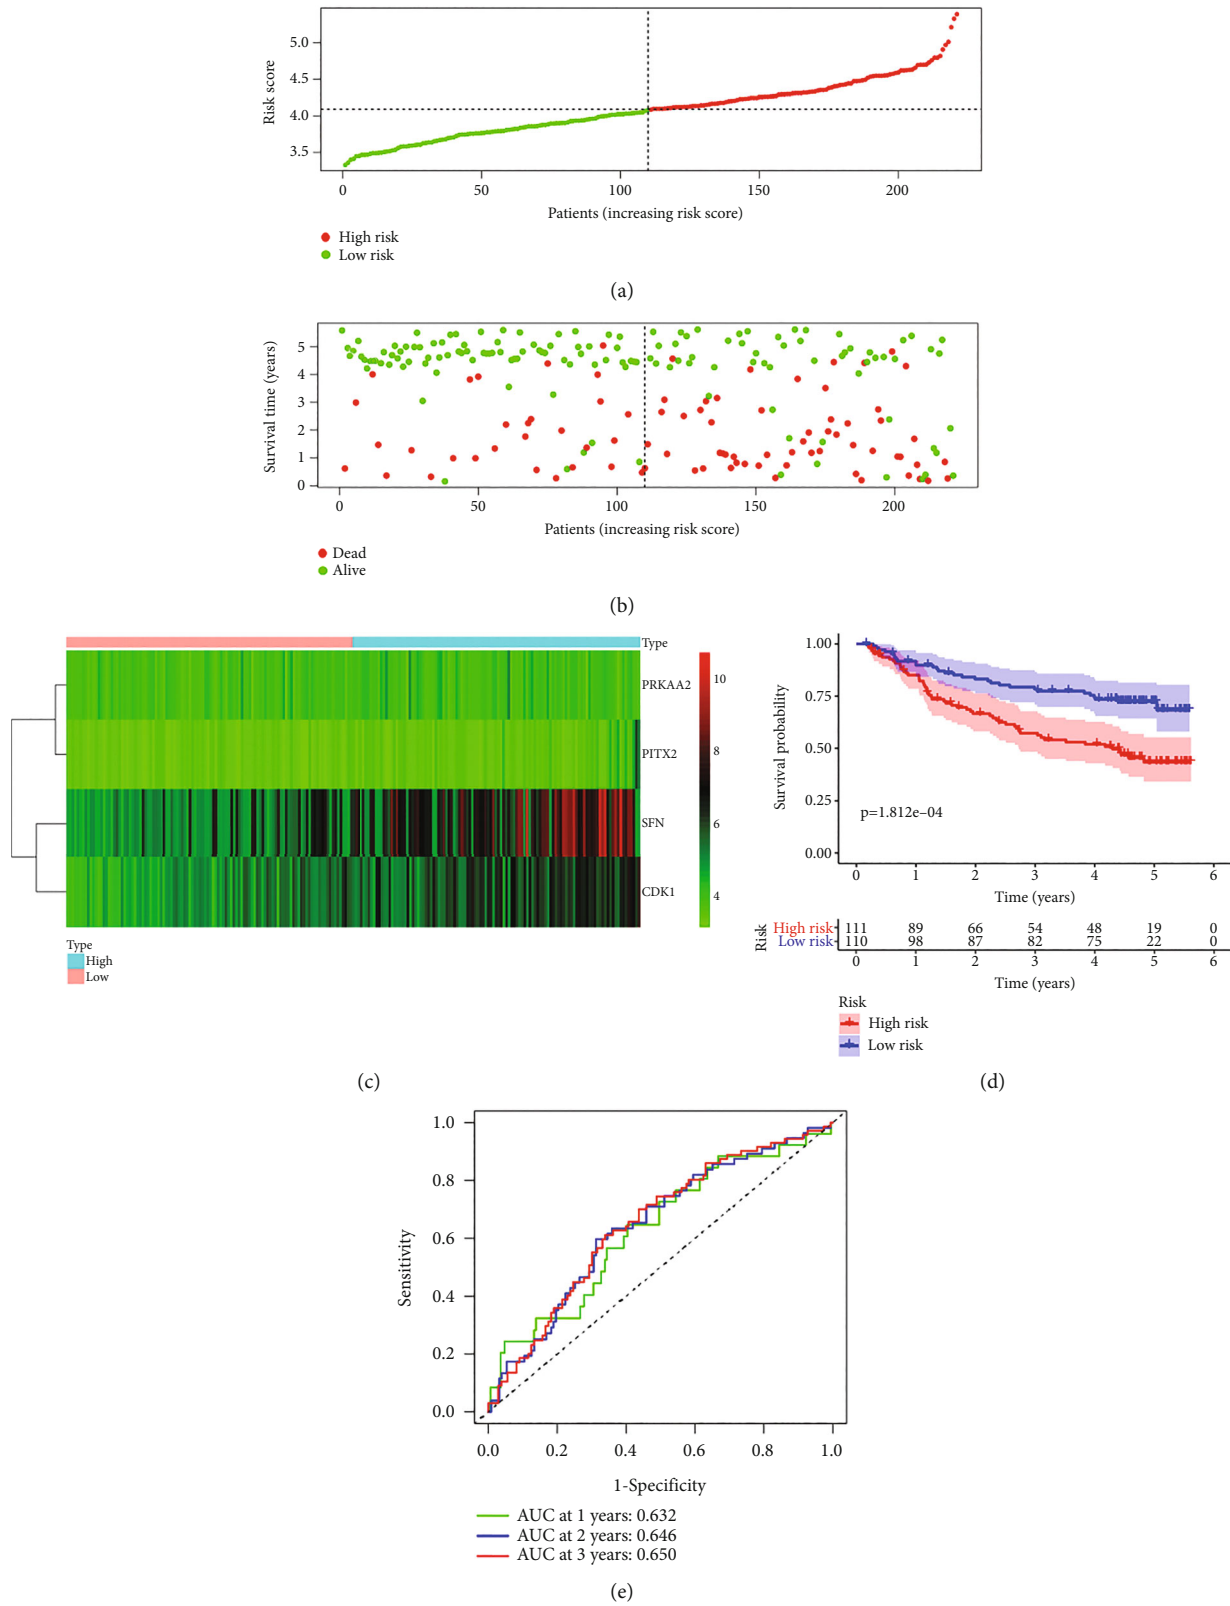 5.0
4.5
4.0
3.5
Risk score
0 50 100 150 200
Patients (increasing risk score)
High risk
Low risk
(a)
5
4
3
2
1
0
Survival time (years)
0 50 100 150 200
Patients (increasing risk score)
Dead
Alive
(b)
Type
PRKAA2
PITX2
SFN
CDK1
10
8
6
4
Type
High
Low
(c)
1.00
0.75
0.50
0.25
0.00
Survival probability
p=1.812e−04
0 1 2 3 4 5 6
Time (years)
Risk
High risk 111 89 66 54 48 19 0
Low risk 110 98 87 82 75 22 0
0 1 2 3 4 5 6
Time (years)
Risk
High risk
Low risk
(d)
1.0
0.8
0.6
0.4
0.2
0.0
Sensitivity
0.0 0.2 0.4 0.6 0.8 1.0
1-Specificity
AUC at 1 years: 0.632
AUC at 2 years: 0.646
AUC at 3 years: 0.650
(e)